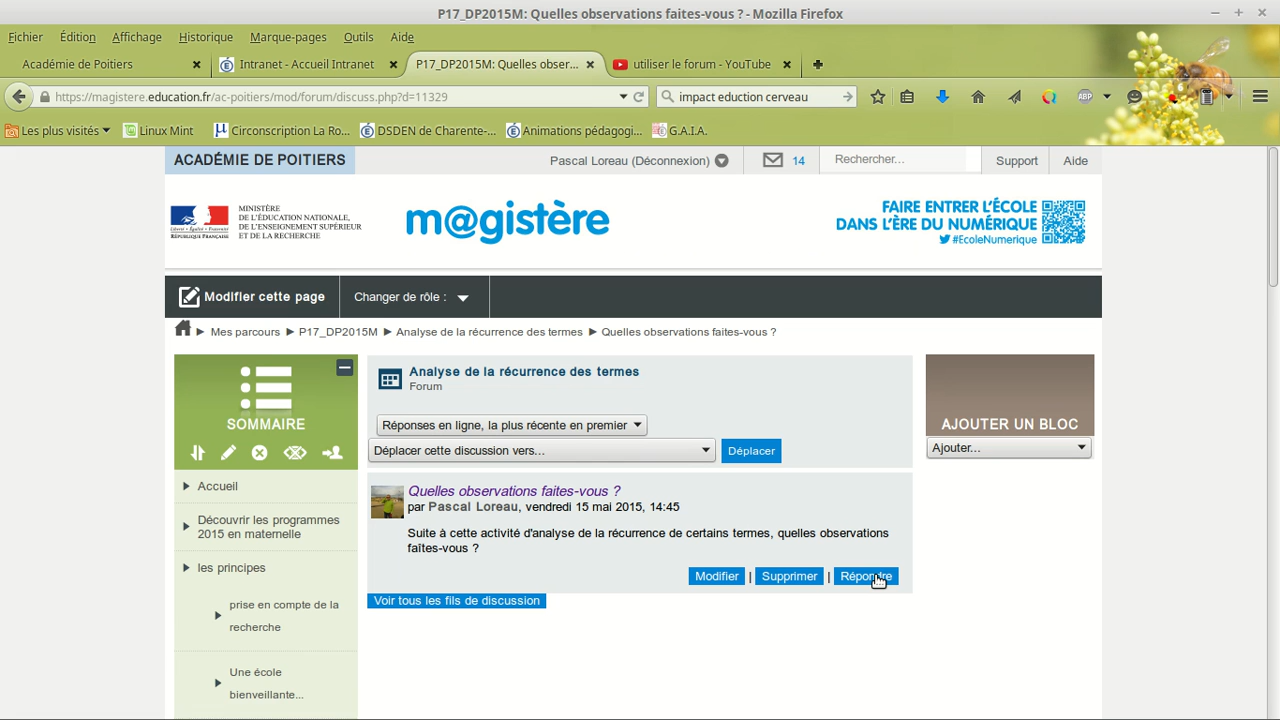 P17_DP2015M: Quelles observations faites-vous ? - Mozilla Firefox
Fichier Édition Affichage Historique Marque-pages Outils Aide
Académie de Poitiers
Intranet - Accueil Intranet
P17_DP2015M: Quelles obser...
utiliser le forum - YouTube
https://magistere.education.fr/ac-poitiers/mod/forum/discuss.php?d=11329
impact eduction cerveau
ABP
Les plus visités
Linux Mint
Circonscription La Ro...
DSDEN de Charente-...
Animations pédagogi...
G.A.I.A.
ACADÉMIE DE POITIERS
Pascal Loreau (Déconnexion)
14
Rechercher...
Support
Aide
Liberté • Égalité • Fraternité
RÉPUBLIQUE FRANÇAISE
MINISTÈRE
DE L'ÉDUCATION NATIONALE,
DE L'ENSEIGNEMENT SUPÉRIEUR
ET DE LA RECHERCHE
m@gistère
FAIRE ENTRER L'ÉCOLE
DANS L'ÈRE DU NUMÉRIQUE
#EcoleNumerique
Modifier cette page
Changer de rôle :
Mes parcours
P17_DP2015M
Analyse de la récurrence des termes
Quelles observations faites-vous ?
SOMMAIRE
Accueil
Découvrir les programmes
2015 en maternelle
les principes
prise en compte de la
recherche
Une école
bienveillante...
Analyse de la récurrence des termes
Forum
Réponses en ligne, la plus récente en premier
Déplacer cette discussion vers...
Déplacer
Quelles observations faites-vous ?
par Pascal Loreau, vendredi 15 mai 2015, 14:45
Suite à cette activité d'analyse de la récurrence de certains termes, quelles observations
faîtes-vous ?
Modifier | Supprimer | Répondre
Voir tous les fils de discussion
AJOUTER UN BLOC
Ajouter...